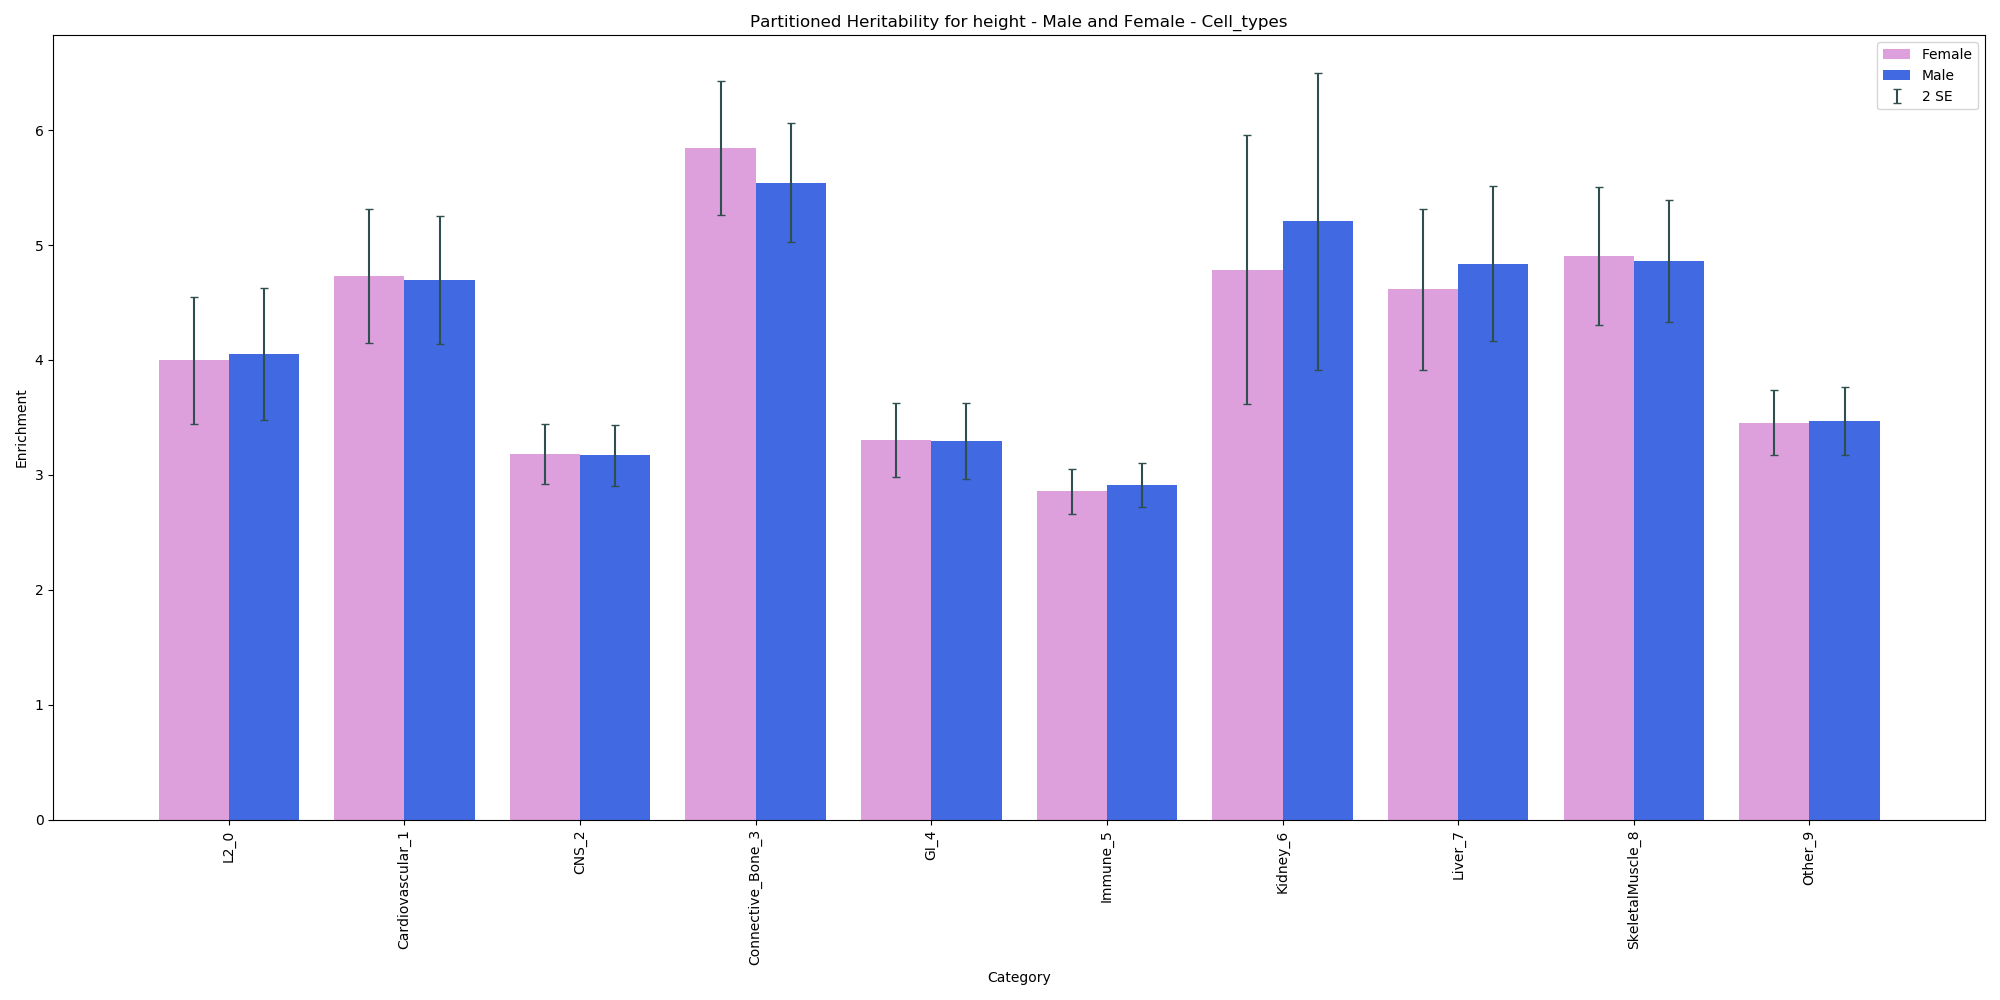 Partitioned Heritability for height - Male and Female - Cell_types
Female
Male
2 SE
Enrichment
6
5
4
3
2
1
0
L2_0
Cardiovascular_1
CNS_2
Connective_Bone_3
GI_4
Immune_5
Kidney_6
Liver_7
SkeletalMuscle_8
Other_9
Category